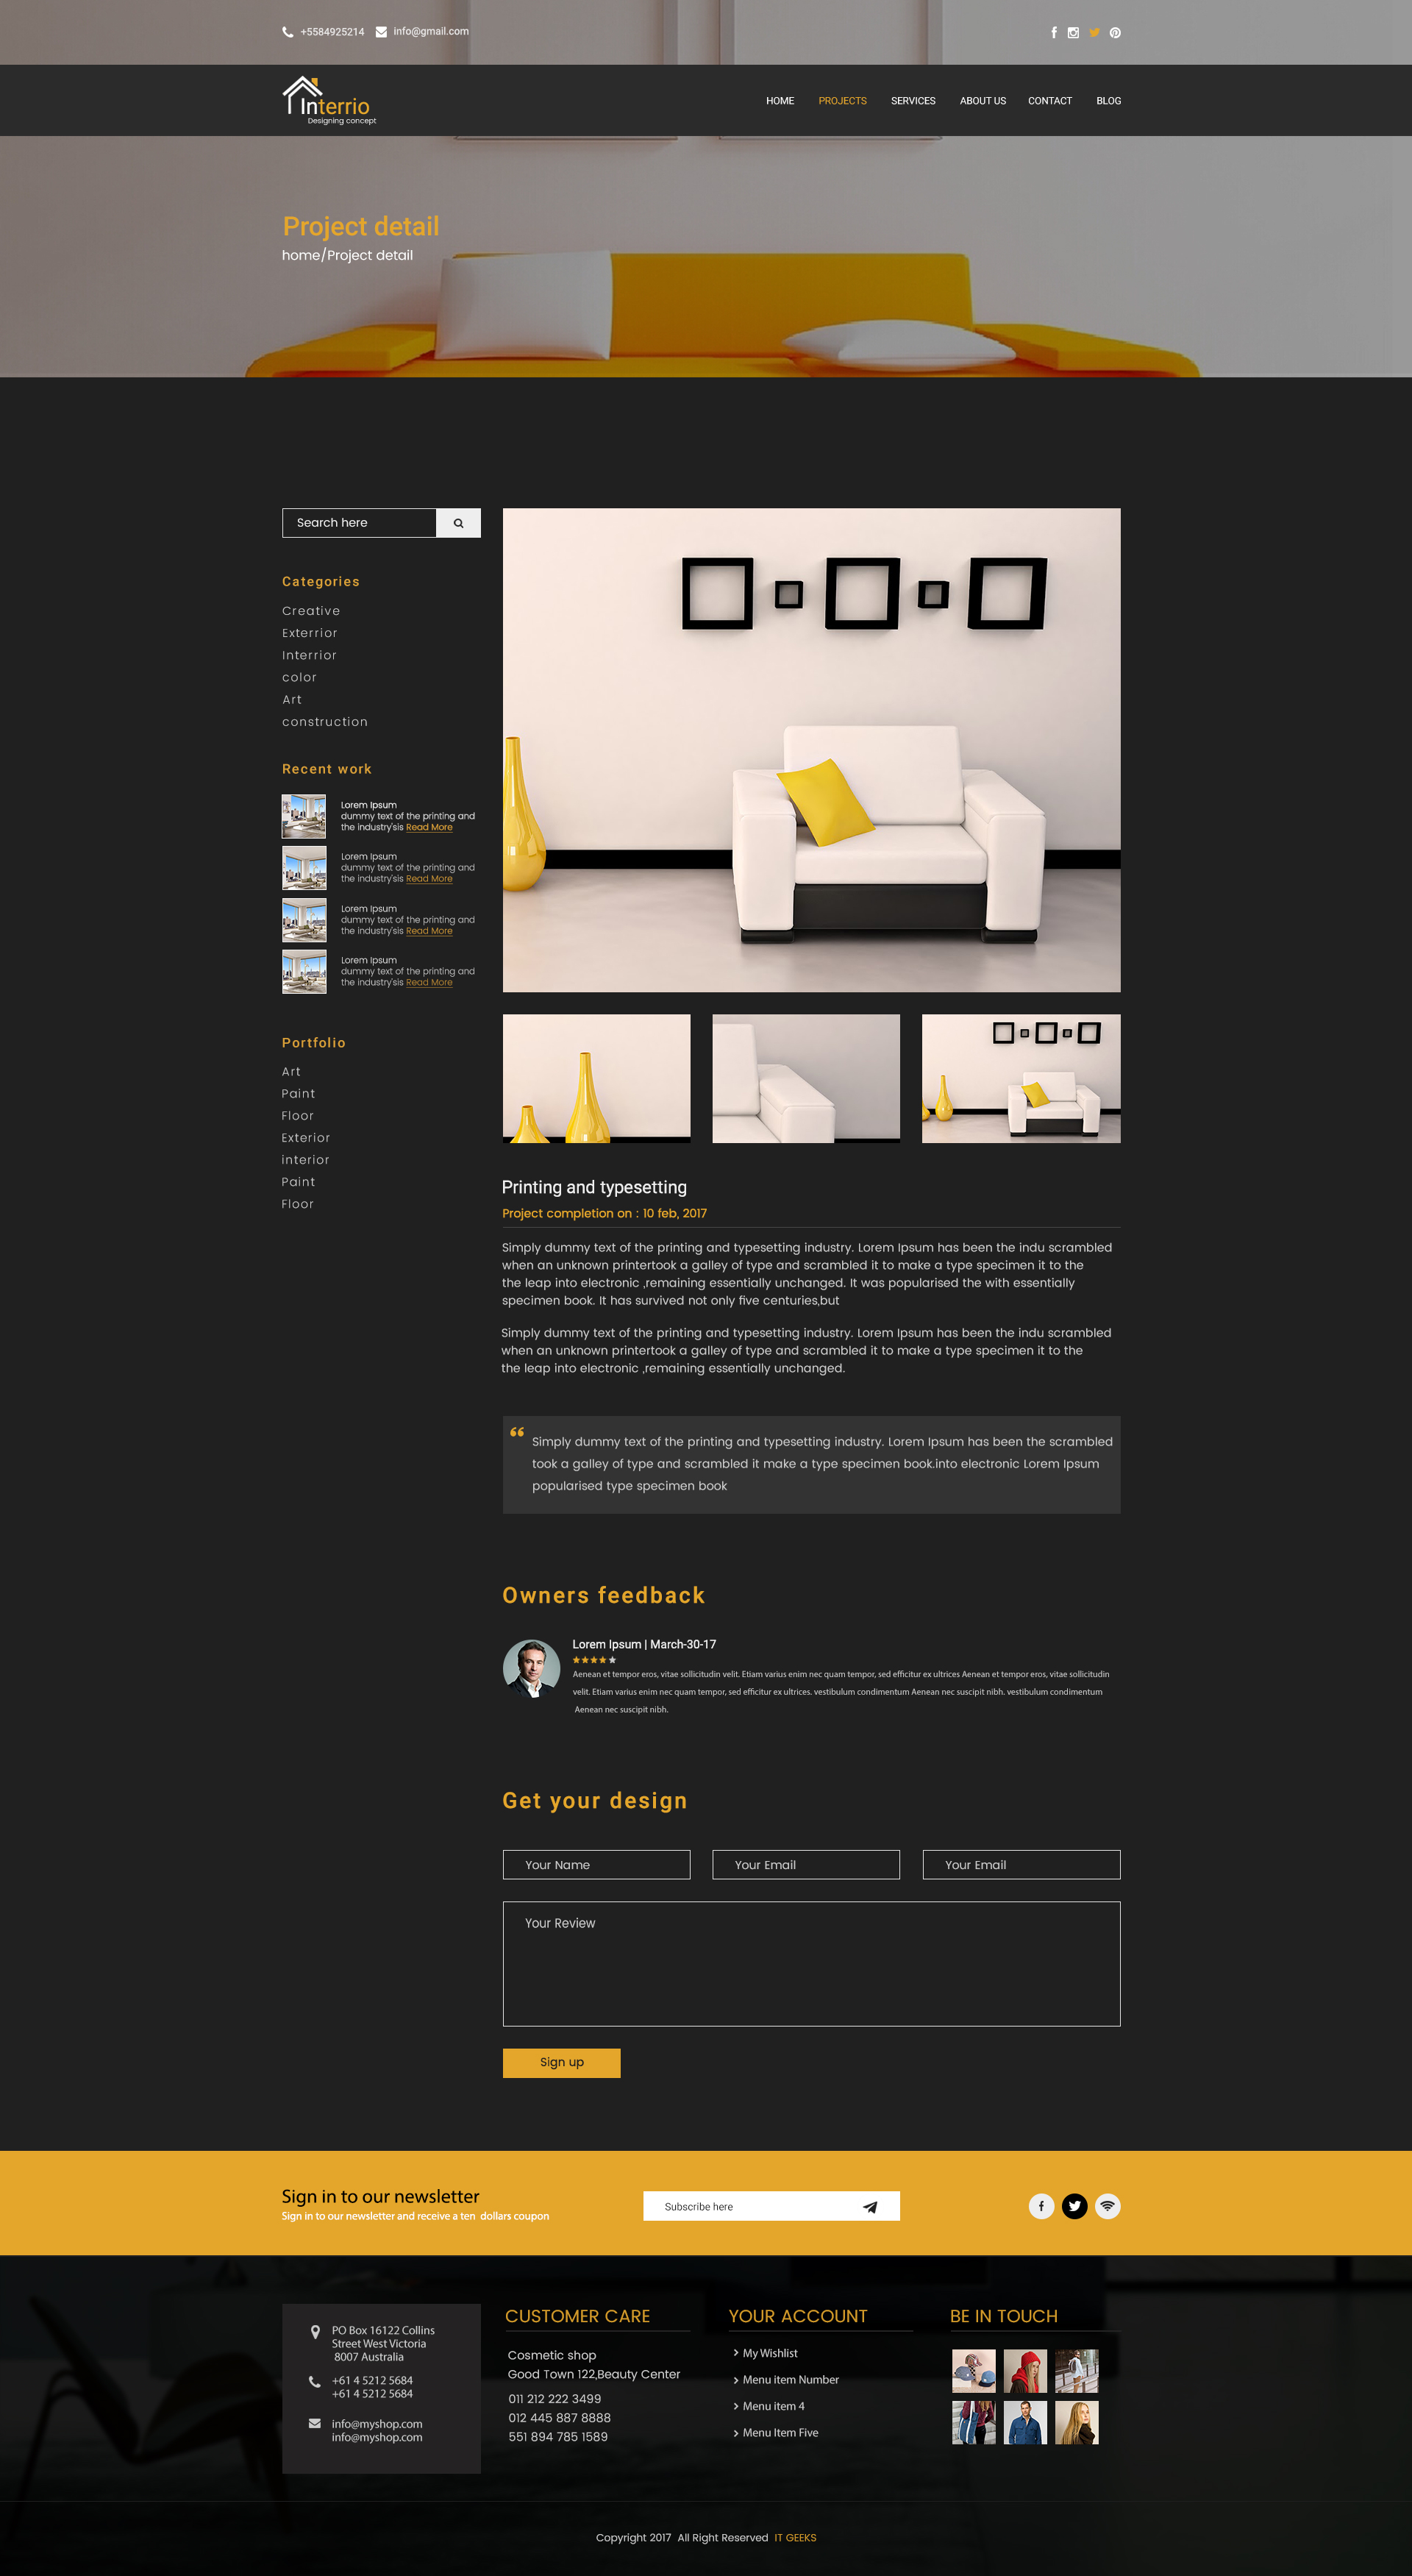 +5584925214 info@gmail.com
Interrio
Designing concept
HOME PROJECTS SERVICES ABOUT US CONTACT BLOG
Project detail
home/Project detail
Search here
Categories
Creative
Exterrior
Interrior
color
Art
construction
Recent work
Lorem Ipsum
dummy text of the printing and
the industry'sis Read More
Lorem Ipsum
dummy text of the printing and
the industry'sis Read More
Lorem Ipsum
dummy text of the printing and
the industry'sis Read More
Lorem Ipsum
dummy text of the printing and
the industry'sis Read More
Portfolio
Art
Paint
Floor
Exterior
interior
Paint
Floor
Printing and typesetting
Project completion on : 10 feb, 2017
Simply dummy text of the printing and typesetting industry. Lorem Ipsum has been the indu scrambled
when an unknown printertook a galley of type and scrambled it to make a type specimen it to the
the leap into electronic ,remaining essentially unchanged. It was popularised the with essentially
specimen book. It has survived not only five centuries,but
Simply dummy text of the printing and typesetting industry. Lorem Ipsum has been the indu scrambled
when an unknown printertook a galley of type and scrambled it to make a type specimen it to the
the leap into electronic ,remaining essentially unchanged.
“ Simply dummy text of the printing and typesetting industry. Lorem Ipsum has been the scrambled
took a galley of type and scrambled it make a type specimen book.into electronic Lorem Ipsum
popularised type specimen book
Owners feedback
Lorem Ipsum | March-30-17
Aenean et tempor eros, vitae sollicitudin velit. Etiam varius enim nec quam tempor, sed efficitur ex ultrices Aenean et tempor eros, vitae sollicitudin
velit. Etiam varius enim nec quam tempor, sed efficitur ex ultrices. vestibulum condimentum Aenean nec suscipit nibh. vestibulum condimentum
Aenean nec suscipit nibh.
Get your design
Your Name Your Email Your Email
Your Review
Sign up
Sign in to our newsletter
Sign in to our newsletter and receive a ten dollars coupon
Subscribe here
PO Box 16122 Collins
Street West Victoria
8007 Australia
+61 4 5212 5684
+61 4 5212 5684
info@myshop.com
info@myshop.com
CUSTOMER CARE
Cosmetic shop
Good Town 122,Beauty Center
011 212 222 3499
012 445 887 8888
551 894 785 1589
YOUR ACCOUNT
My Wishlist
Menu item Number
Menu item 4
Menu Item Five
BE IN TOUCH
Copyright 2017 All Right Reserved IT GEEKS